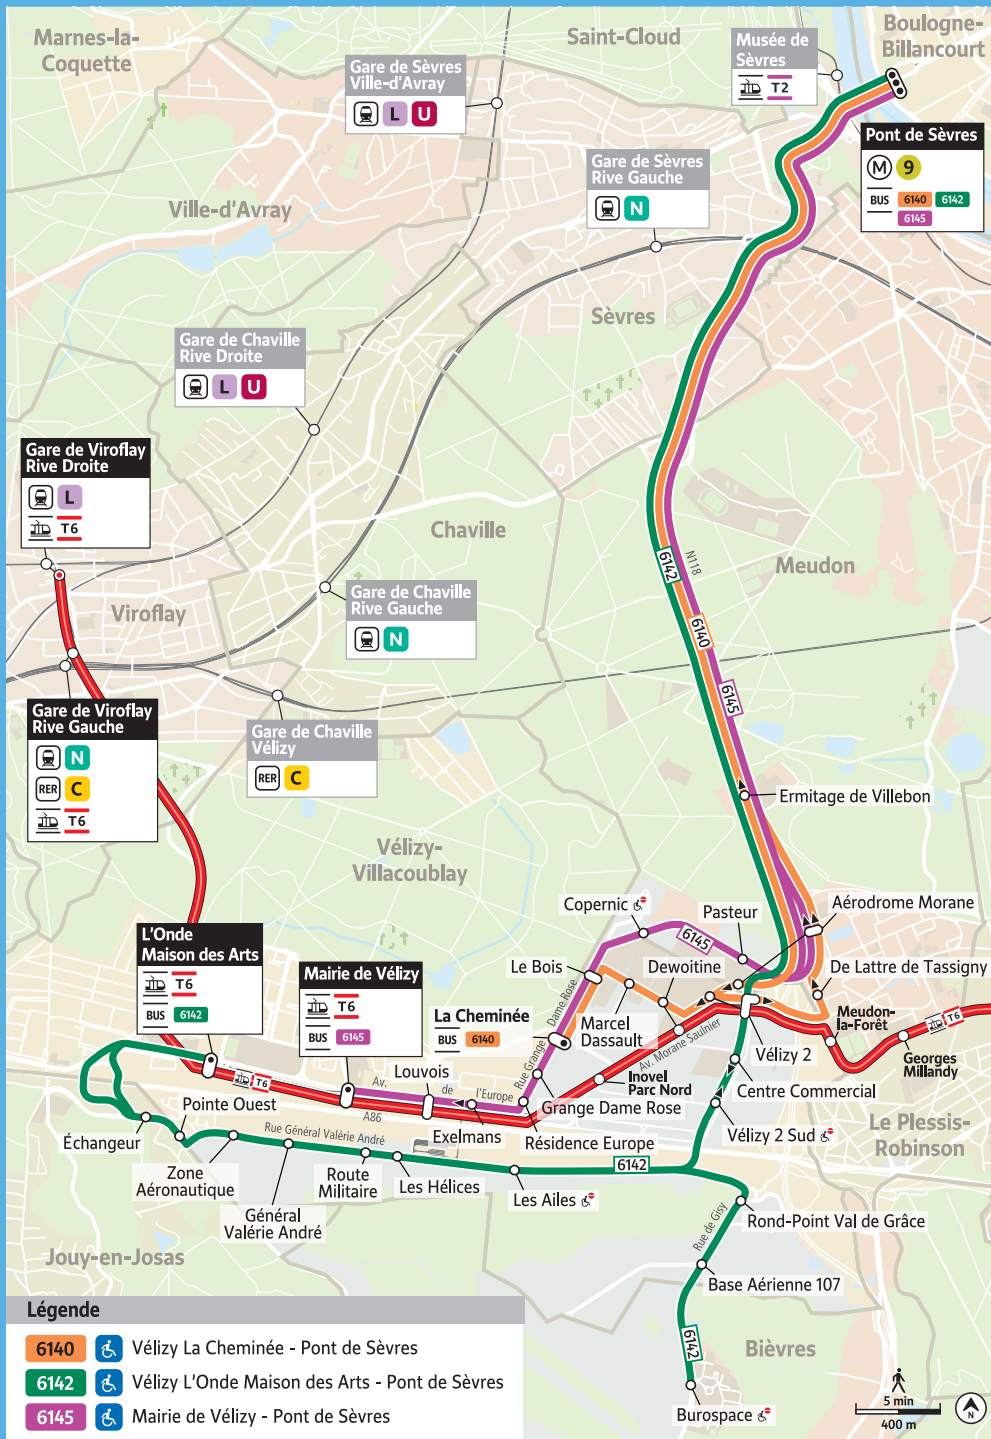 Marnes-la-
Coquette
Saint-Cloud
Boulogne-
Billancourt
Musée de
Sèvres
T2
Gare de Sèvres
Ville-d'Avray
L U
Pont de Sèvres
M 9
BUS 6140 6142
6145
Gare de Sèvres
Rive Gauche
N
Ville-d'Avray
Sèvres
Gare de Chaville
Rive Droite
L U
Gare de Viroflay
Rive Droite
L
T6
Chaville
Meudon
6142
N118
6140
6145
Viroflay
Gare de Chaville
Rive Gauche
N
Gare de Viroflay
Rive Gauche
N
RER C
T6
Gare de Chaville
Vélizy
RER C
Ermitage de Villebon
Vélizy-
Villacoublay
Copernic
Pasteur
Aérodrome Morane
6145
L'Onde
Maison des Arts
T6
BUS 6142
Mairie de Vélizy
T6
BUS 6145
Le Bois
Dewoitine
De Lattre de Tassigny
La Cheminée
BUS 6140
Rue Grange Dame Rose
Marcel
Dassault
Av. Morane Saulnier
Meudon-
la-Forêt
T6
Georges
Millandy
Vélizy 2
Inovel
Parc Nord
Centre Commercial
T6
Louvois
Av. de l'Europe
Grange Dame Rose
Pointe Ouest
A86
Exelmans
Résidence Europe
Vélizy 2 Sud
Le Plessis-
Robinson
Échangeur
Rue Général Valérie André
Zone
Aéronautique
Route
Militaire
Les Hélices
6142
Les Ailes
Général
Valérie André
Rue de Gisy
Rond-Point Val de Grâce
Jouy-en-Josas
Base Aérienne 107
6142
Bièvres
Burospace
Légende
6140 Vélizy La Cheminée - Pont de Sèvres
6142 Vélizy L'Onde Maison des Arts - Pont de Sèvres
6145 Mairie de Vélizy - Pont de Sèvres
5 min
400 m
N